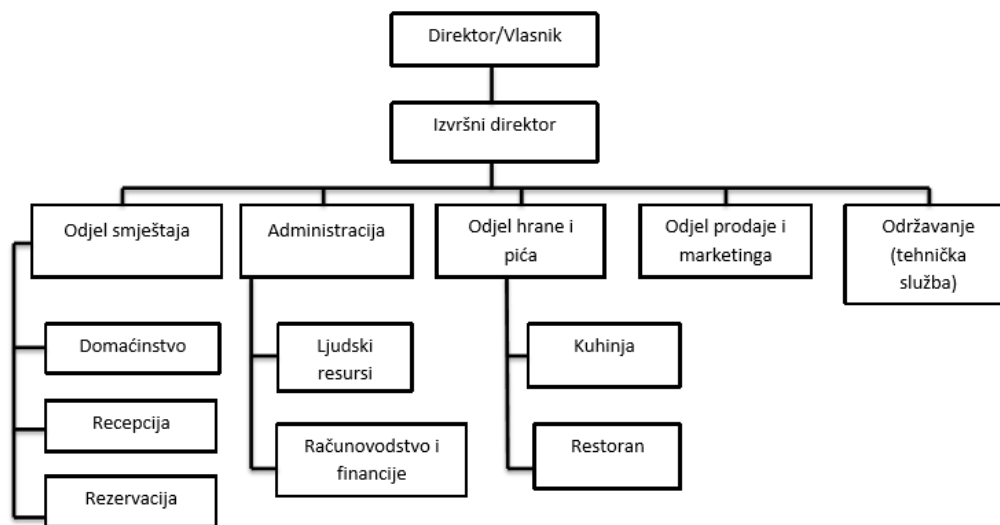 Direktor/Vlasnik
Izvršni direktor
Odjel smještaja
Administracija
Odjel hrane i
pića
Odjel prodaje i
marketinga
Održavanje
(tehnička
služba)
Domaćinstvo
Recepcija
Rezervacija
Ljudski
resursi
Računovodstvo i
financije
Kuhinja
Restoran